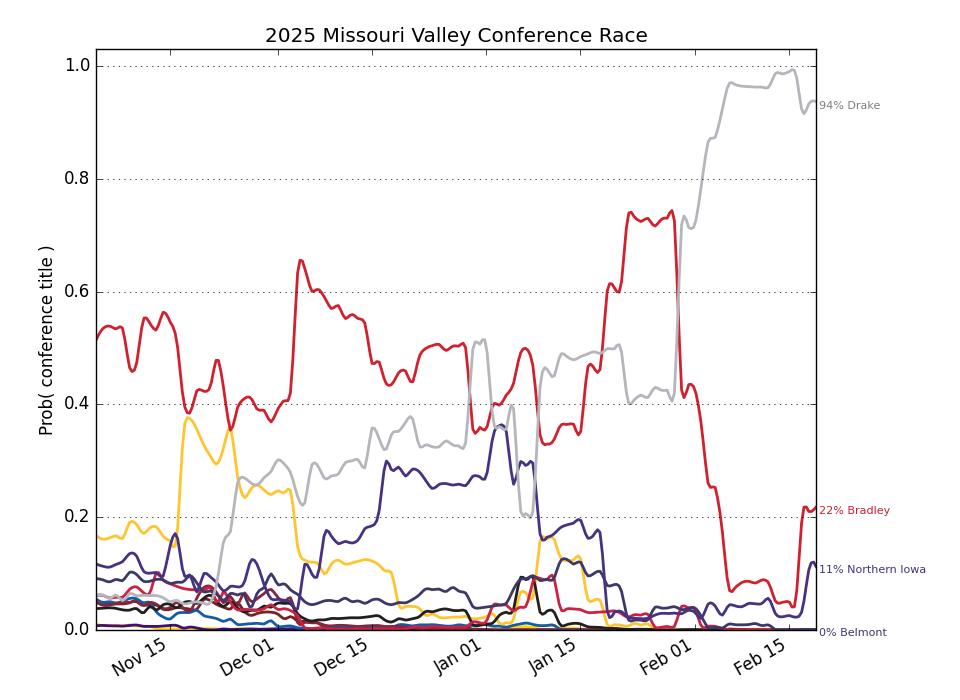 2025 Missouri Valley Conference Race
Prob( conference title )
1.0
0.8
0.6
0.4
0.2
0.0
94% Drake
22% Bradley
11% Northern Iowa
0% Belmont
Nov 15
Dec 01
Dec 15
Jan 01
Jan 15
Feb 01
Feb 15